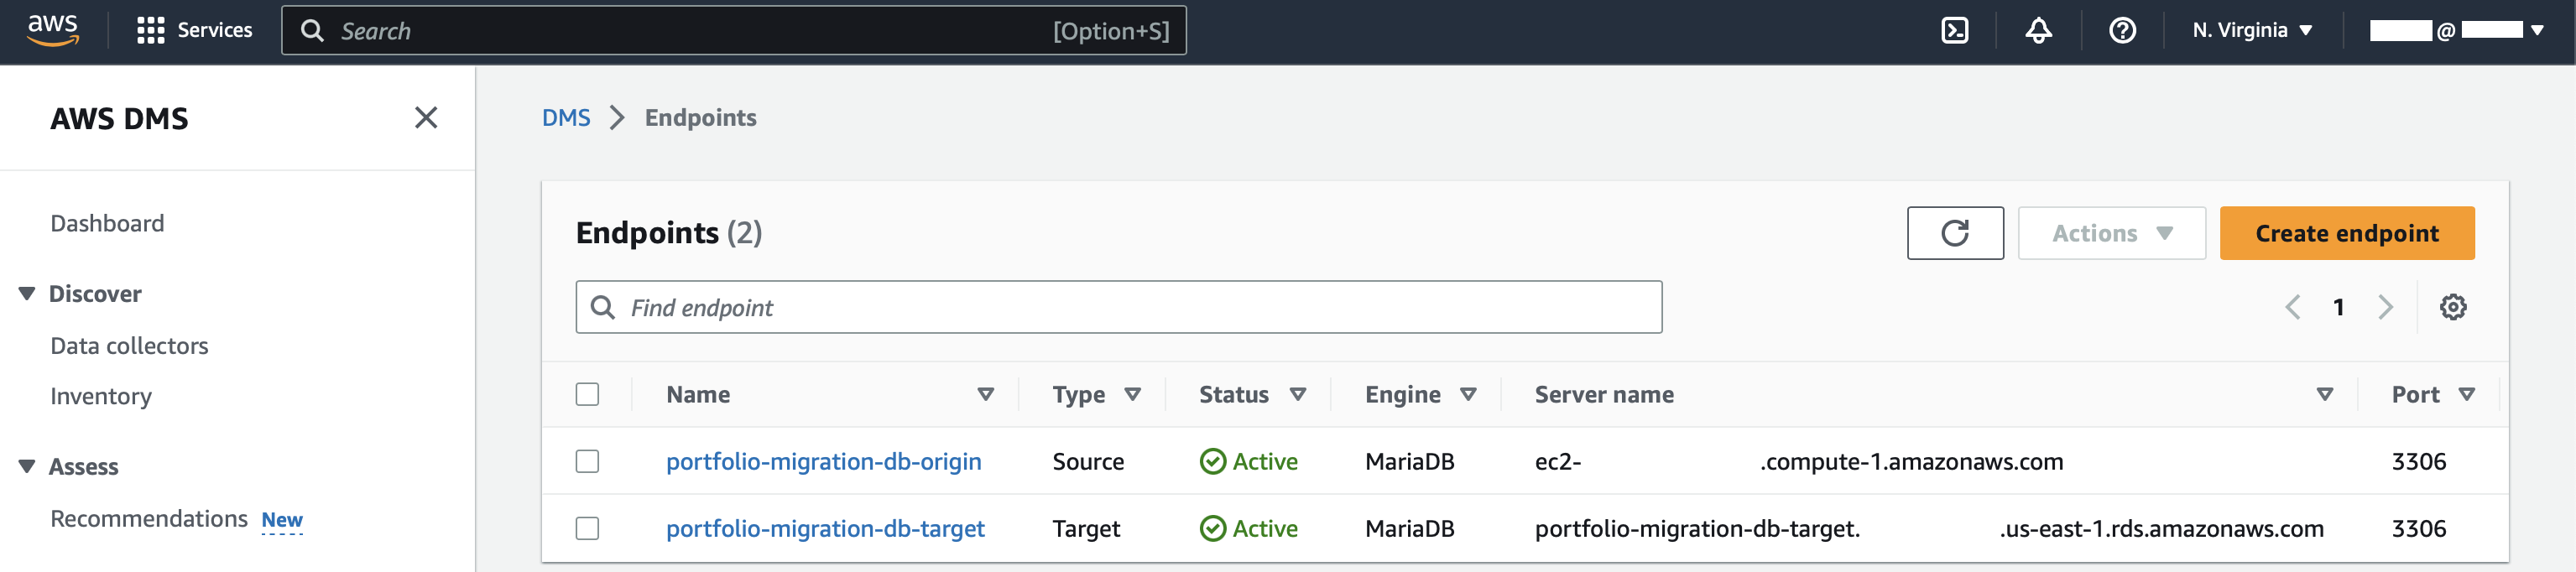 aws Services Search [Option+S] N. Virginia @
AWS DMS
Dashboard
Discover
Data collectors
Inventory
Assess
Recommendations New
DMS Endpoints
Endpoints (2) Actions Create endpoint
Find endpoint 1
Name Type Status Engine Server name Port
portfolio-migration-db-origin Source Active MariaDB ec2- .compute-1.amazonaws.com 3306
portfolio-migration-db-target Target Active MariaDB portfolio-migration-db-target. .us-east-1.rds.amazonaws.com 3306